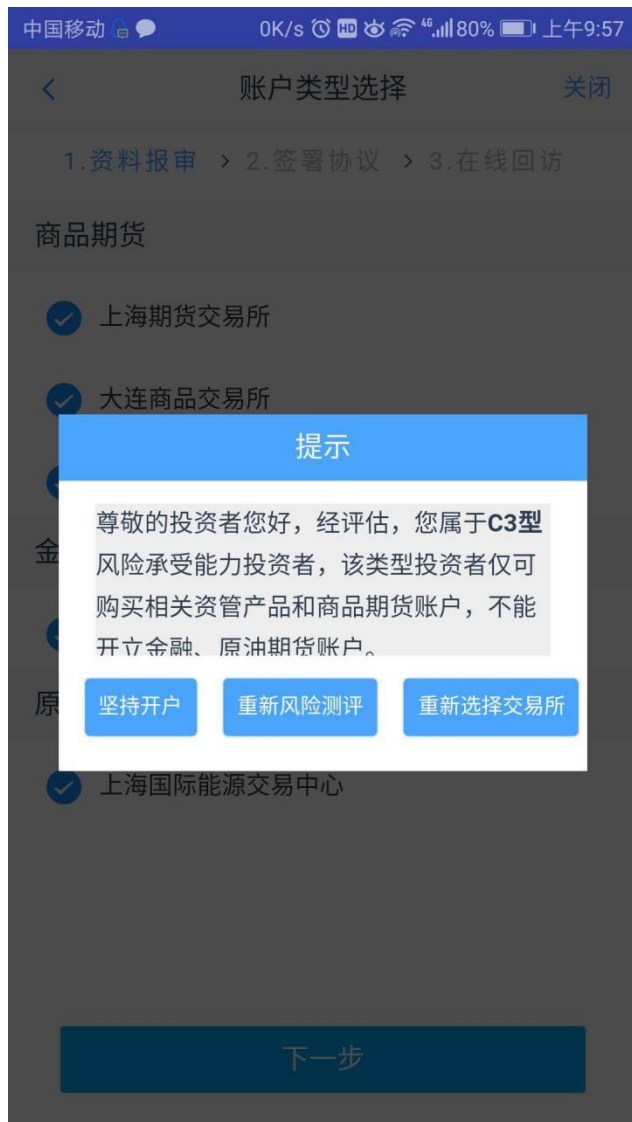 中国移动 0K/s HD 4G 80% 上午9:57
账户类型选择 关闭
1.资料报审 > 2.签署协议 > 3.在线回访
商品期货
上海期货交易所
大连商品交易所
提示
尊敬的投资者您好，经评估，您属于C3型
风险承受能力投资者，该类型投资者仅可
购买相关资管产品和商品期货账户，不能
开立金融、原油期货账户。
金
原
坚持开户 重新风险测评 重新选择交易所
上海国际能源交易中心
下一步